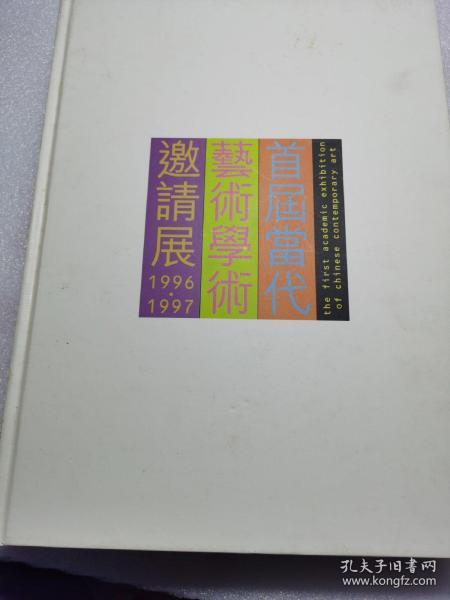 首屆當代
藝術學術
邀請展
1996·
1997
the first academic exhibition
of chinese contemporary art
孔夫子旧书网
www.kongfz.com